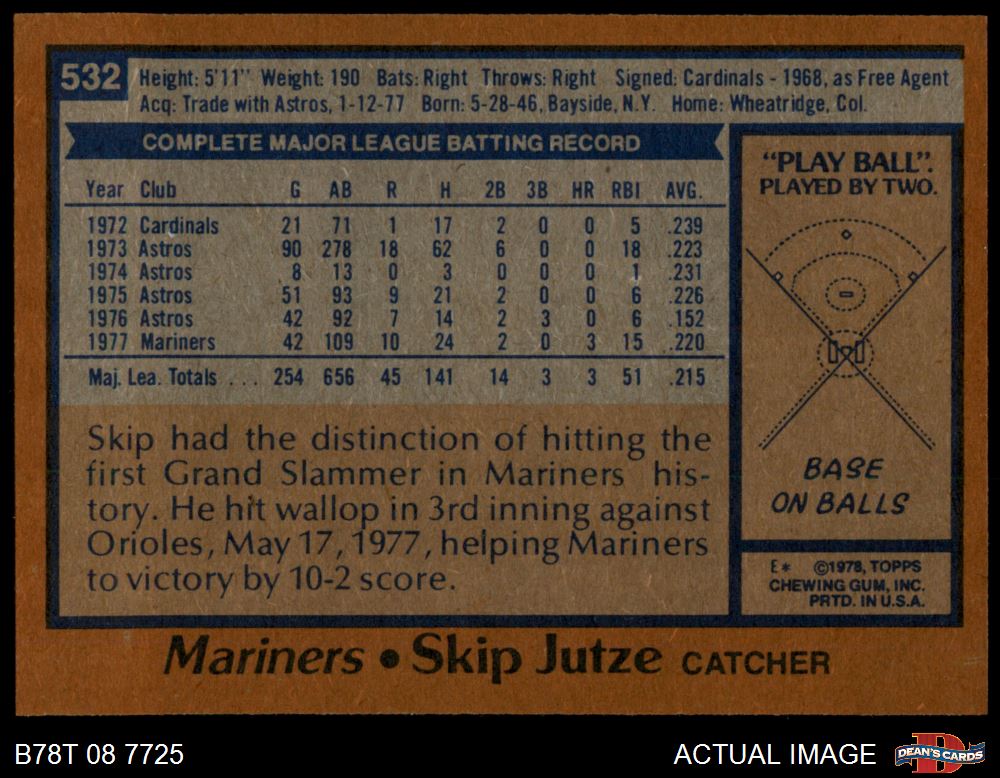 532
Height: 5'11" Weight: 190 Bats: Right Throws: Right Signed: Cardinals - 1968, as Free Agent
Acq: Trade with Astros, 1-12-77 Born: 5-28-46, Bayside, N.Y. Home: Wheatridge, Col.
COMPLETE MAJOR LEAGUE BATTING RECORD
Year Club G AB R H 2B 3B HR RBI AVG.
1972 Cardinals 21 71 1 17 2 0 0 5 .239
1973 Astros 90 278 18 62 6 0 0 18 .223
1974 Astros 8 13 0 3 0 0 0 1 .231
1975 Astros 51 93 9 21 2 0 0 6 .226
1976 Astros 42 92 7 14 2 3 0 6 .152
1977 Mariners 42 109 10 24 2 0 3 15 .220
Maj. Lea. Totals . . . 254 656 45 141 14 3 3 51 .215
Skip had the distinction of hitting the
first Grand Slammer in Mariners' his-
tory. He hit wallop in 3rd inning against
Orioles, May 17, 1977, helping Mariners
to victory by 10-2 score.
"PLAY BALL".
PLAYED BY TWO.
BASE
ON BALLS
E* ©1978, TOPPS
CHEWING GUM, INC.
PRTD. IN U.S.A.
Mariners • Skip Jutze CATCHER
B78T 08 7725
ACTUAL IMAGE
DEAN'S CARDS